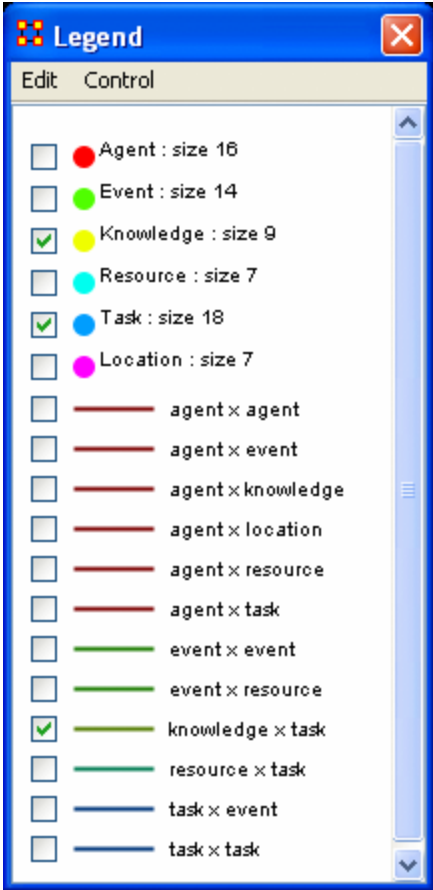 Legend
Edit Control
Agent : size 16
Event : size 14
Knowledge : size 9
Resource : size 7
Task : size 18
Location : size 7
agent x agent
agent x event
agent x knowledge
agent x location
agent x resource
agent x task
event x event
event x resource
knowledge x task
resource x task
task x event
task x task